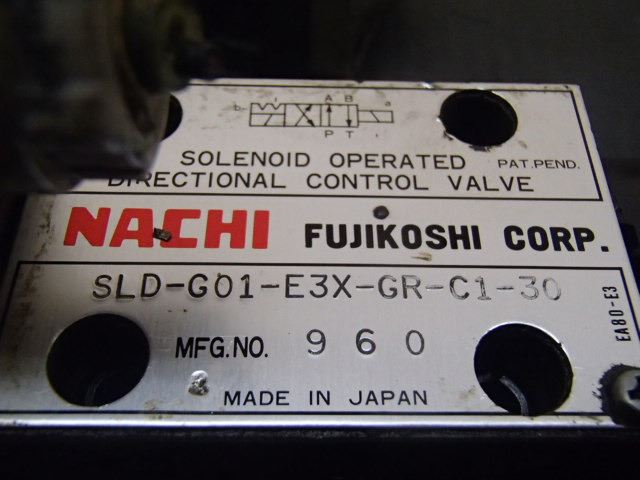 b a
A B
P T
SOLENOID OPERATED PAT.PEND.
DIRECTIONAL CONTROL VALVE
NACHI FUJIKOSHI CORP.
SLD-G01-E3X-GR-C1-30
EA80-E3
MFG.NO. 960
MADE IN JAPAN